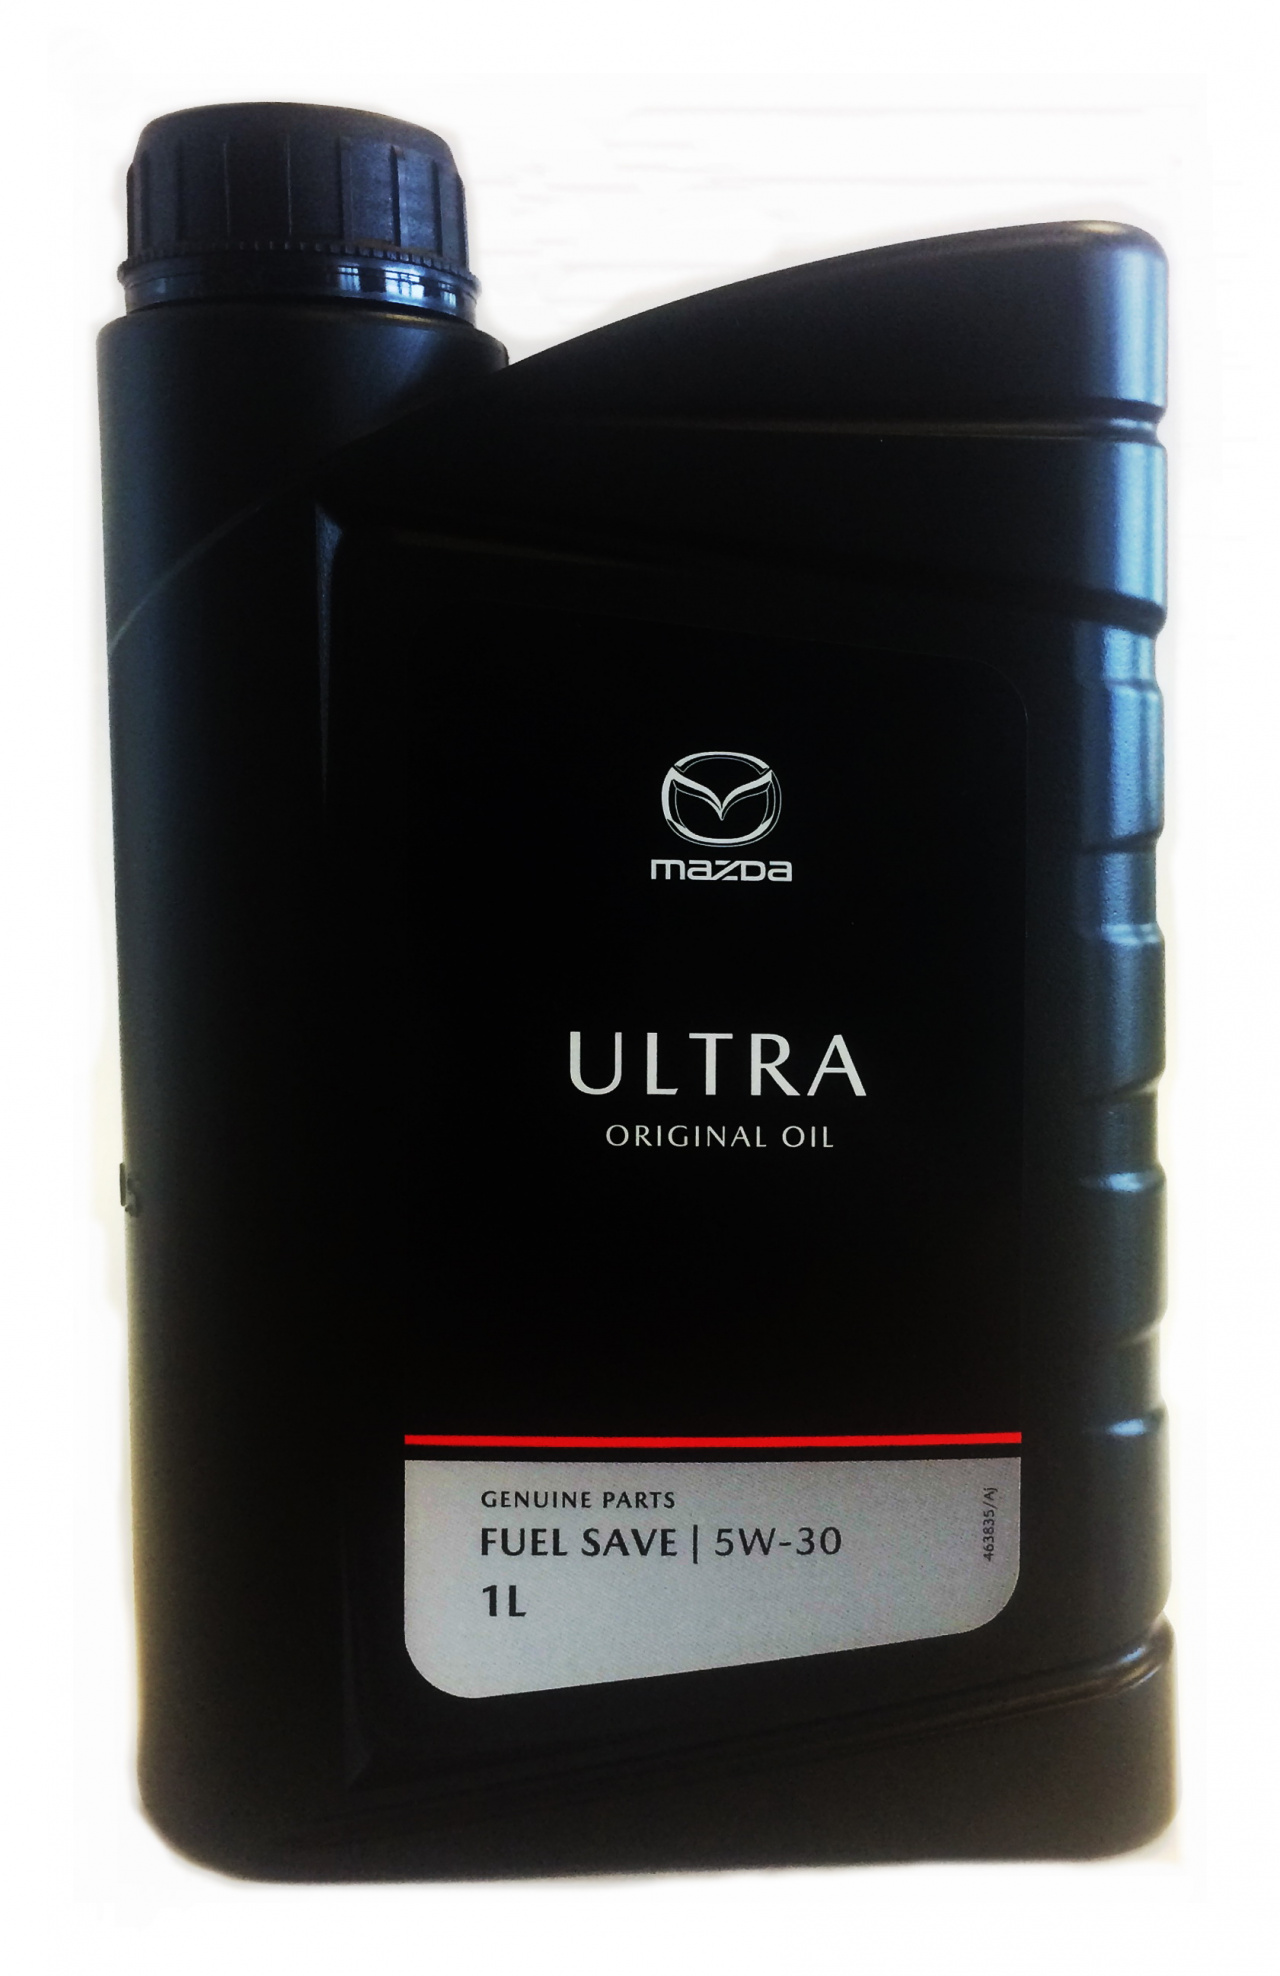 mazda
ULTRA
ORIGINAL OIL
GENUINE PARTS
FUEL SAVE | 5W-30
1L
463835/AJ